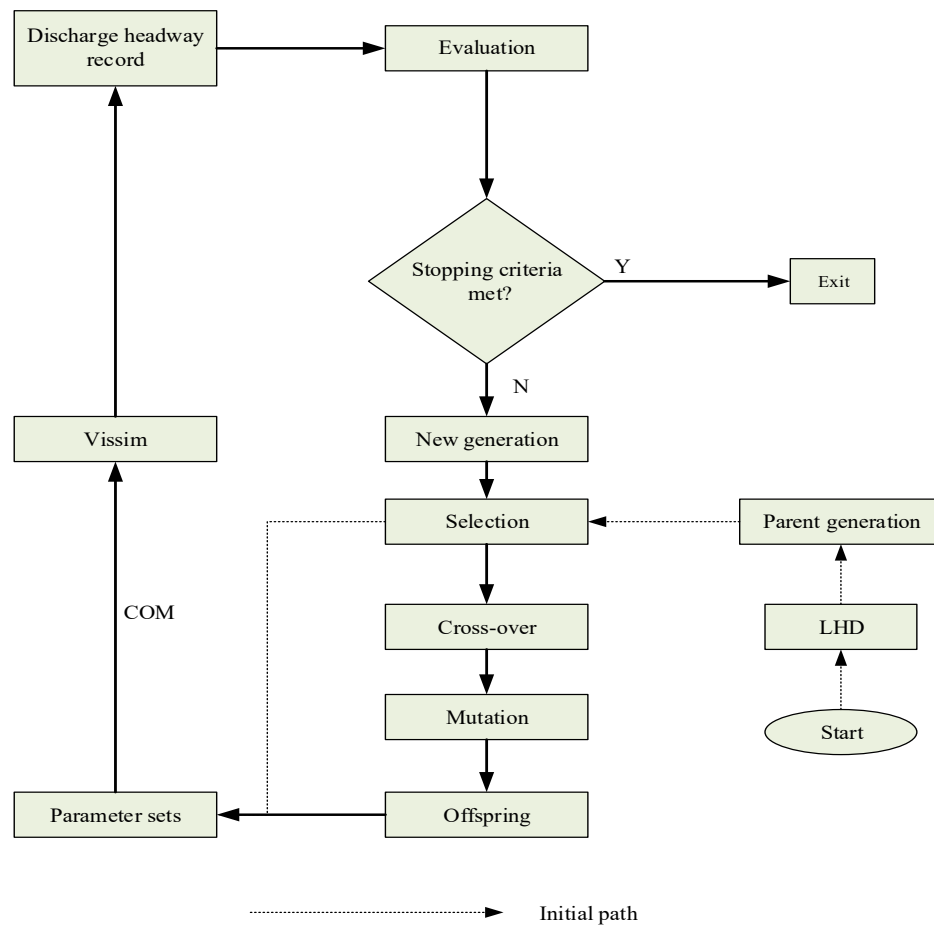 Discharge headway
record
Evaluation
Stopping criteria
met?
Y
Exit
N
Vissim
New generation
Selection
Parent generation
COM
Cross-over
LHD
Mutation
Start
Parameter sets
Offspring
Initial path